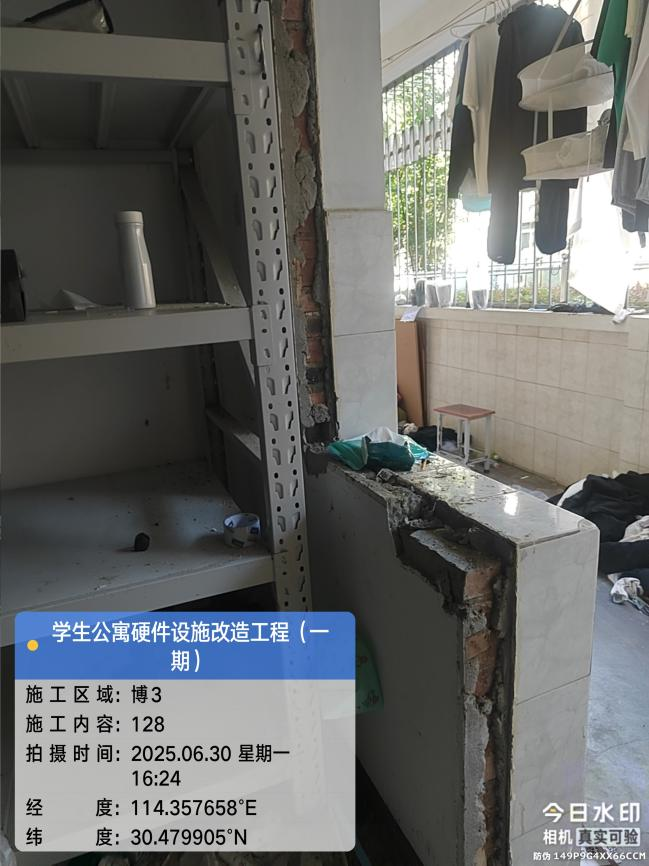 学生公寓硬件设施改造工程（一
期）
施工区域：博3
施工内容：128
拍摄时间：2025.06.30 星期一
16:24
经度：114.357658°E
纬度：30.479905°N
今日水印
相机 真实可验
防伪 149P9G4XX66CCM